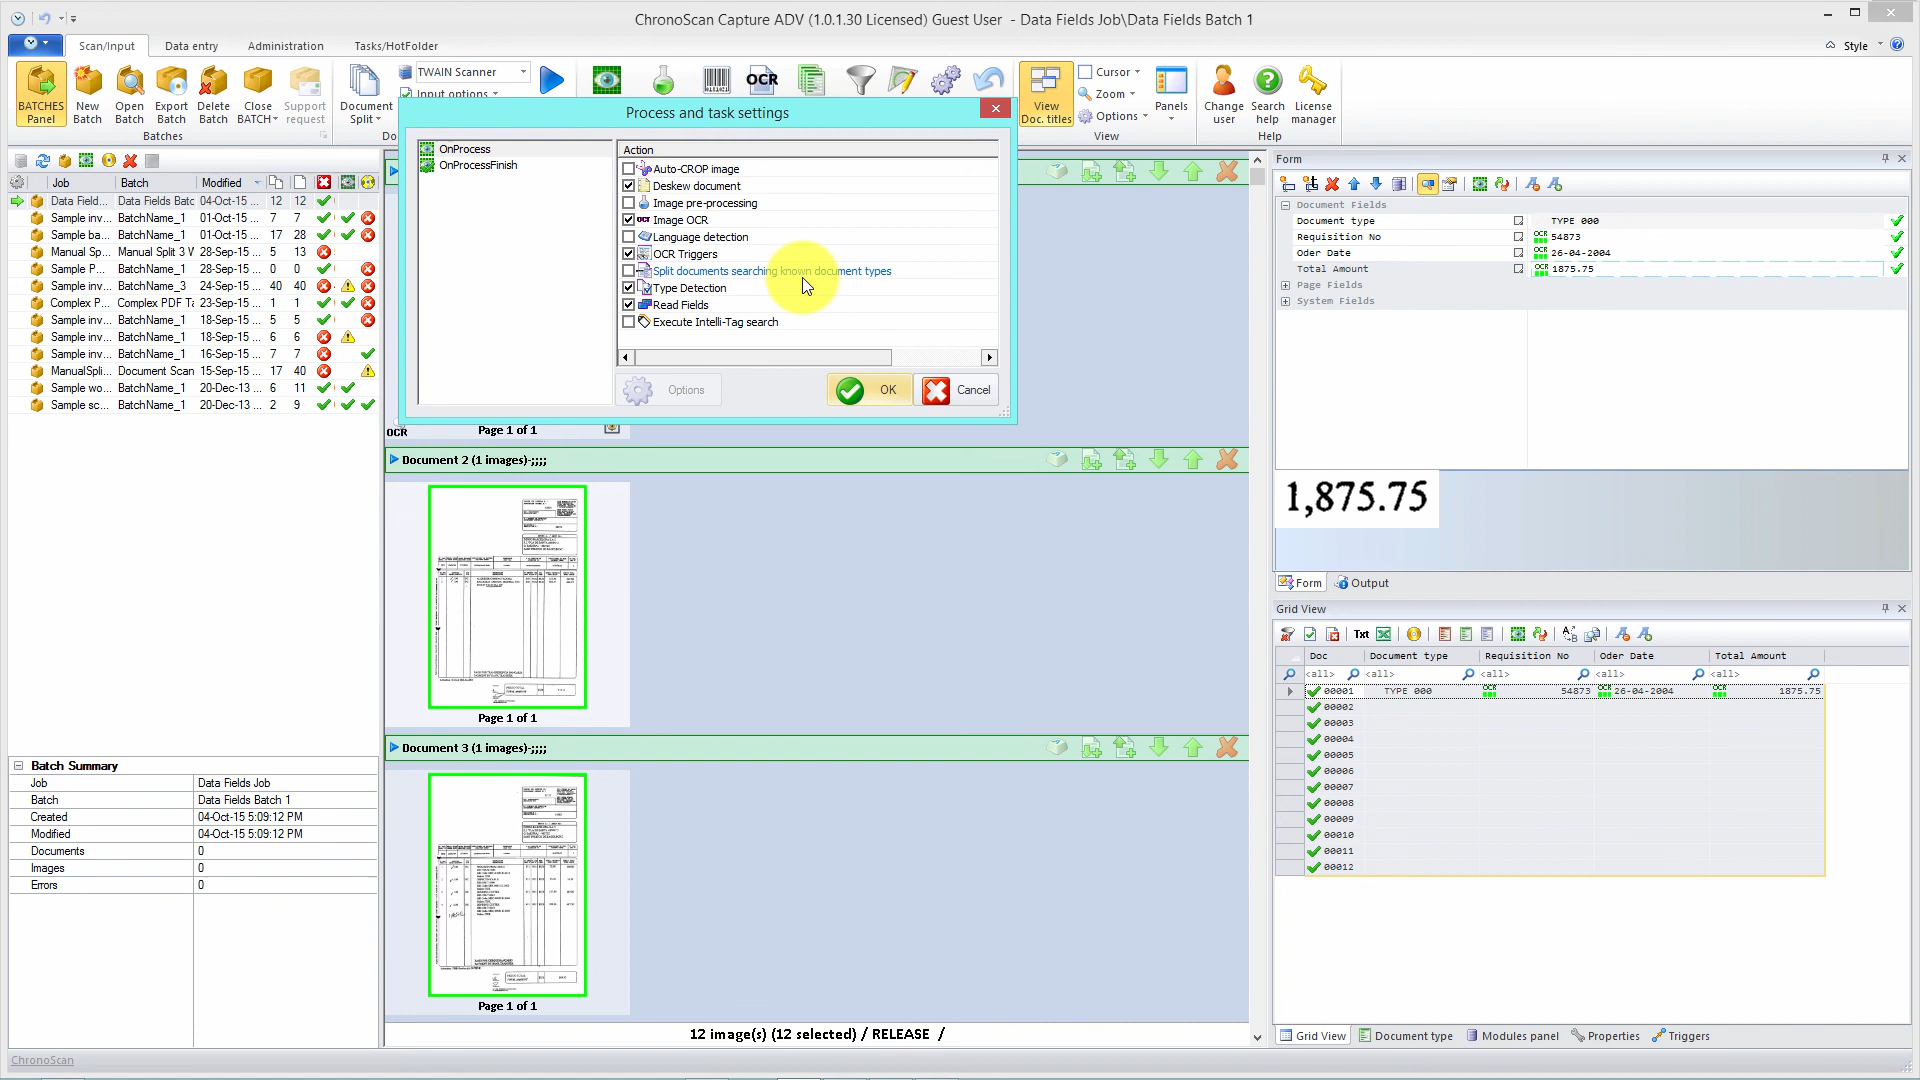 ChronoScan Capture ADV (1.0.1.30 Licensed) Guest User - Data Fields Job\Data Fields Batch 1
Scan/Input Data entry Administration Tasks/HotFolder Style
BATCHES Panel
New Batch
Open Batch
Export Batch
Delete Batch
Close BATCH
Support request
Batches
Document Split
TWAIN Scanner
Input options
OCR
View Doc. titles
Cursor
Zoom
Options
Panels
View
Change user
Search help
License manager
Help
Process and task settings
OnProcess
OnProcessFinish
Action
Auto-CROP image
Deskew document
Image pre-processing
Image OCR
Language detection
OCR Triggers
Split documents searching known document types
Type Detection
Read Fields
Execute Intelli-Tag search
Options OK Cancel
Job Batch Modified
Data Field... Data Fields Batc 04-Oct-15 ... 12 12
Sample inv... BatchName_1 01-Oct-15 ... 7 7
Sample ba... BatchName_1 01-Oct-15 ... 17 28
Manual Sp... Manual Split 3 W 28-Sep-15 ... 5 13
Sample P... BatchName_1 28-Sep-15 ... 0 0
Sample inv... BatchName_3 24-Sep-15 ... 40 40
Complex P... Complex PDF Ta 23-Sep-15 ... 1 1
Sample inv... BatchName_1 18-Sep-15 ... 5 5
Sample inv... BatchName_1 18-Sep-15 ... 6 6
Sample inv... BatchName_1 16-Sep-15 ... 7 7
ManualSpli... Document Scan 15-Sep-15 ... 17 40
Sample wo... BatchName_1 20-Dec-13 ... 6 11
Sample sc... BatchName_1 20-Dec-13 ... 2 9
Batch Summary
Job Data Fields Job
Batch Data Fields Batch 1
Created 04-Oct-15 5:09:12 PM
Modified 04-Oct-15 5:09:12 PM
Documents 0
Images 0
Errors 0
ChronoScan
OCR Page 1 of 1
Document 2 (1 images)-;;;;
Page 1 of 1
Document 3 (1 images)-;;;;
Page 1 of 1
12 image(s) (12 selected) / RELEASE /
Form
Document Fields
Document type TYPE 000
Requisition No OCR 54873
Oder Date OCR 26-04-2004
Total Amount OCR 1875.75
Page Fields
System Fields
1,875.75
Form Output
Grid View
Txt
Doc Document type Requisition No Oder Date Total Amount
<all> <all> <all> <all> <all>
00001 TYPE 000 OCR 54873 OCR 26-04-2004 OCR 1875.75
00002
00003
00004
00005
00006
00007
00008
00009
00010
00011
00012
Grid View Document type Modules panel Properties Triggers